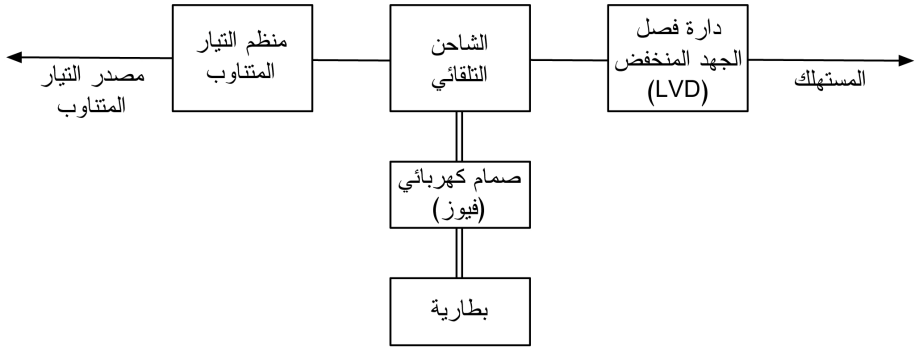 منظم التيار
المتناوب
الشاحن
التلقائي
دارة فصل
الجهد المنخفض
(LVD)
مصدر التيار
المتناوب
المستهلك
صمام كهربائي
(فيوز)
بطارية